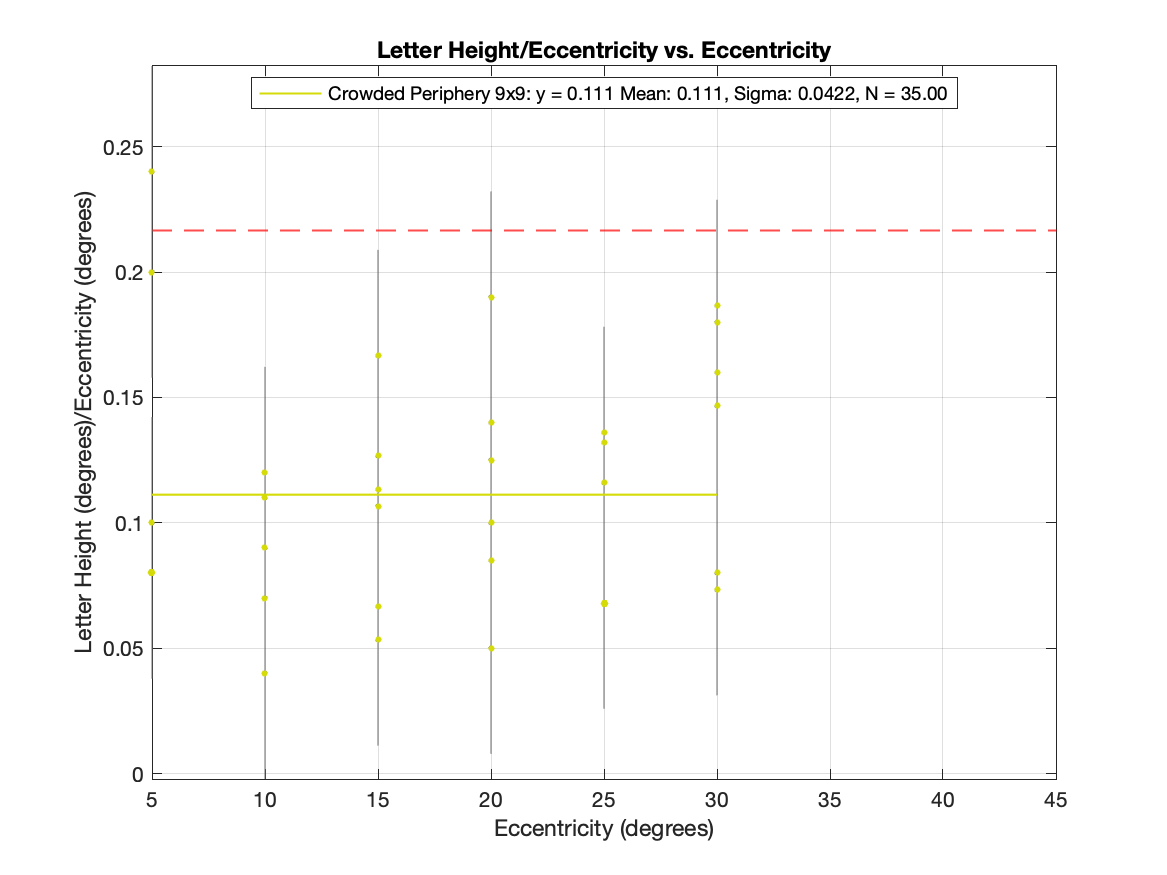 Letter Height/Eccentricity vs. Eccentricity
Crowded Periphery 9x9: y = 0.111 Mean: 0.111, Sigma: 0.0422, N = 35.00
Letter Height (degrees)/Eccentricity (degrees)
0.25
0.2
0.15
0.1
0.05
0
5 10 15 20 25 30 35 40 45
Eccentricity (degrees)